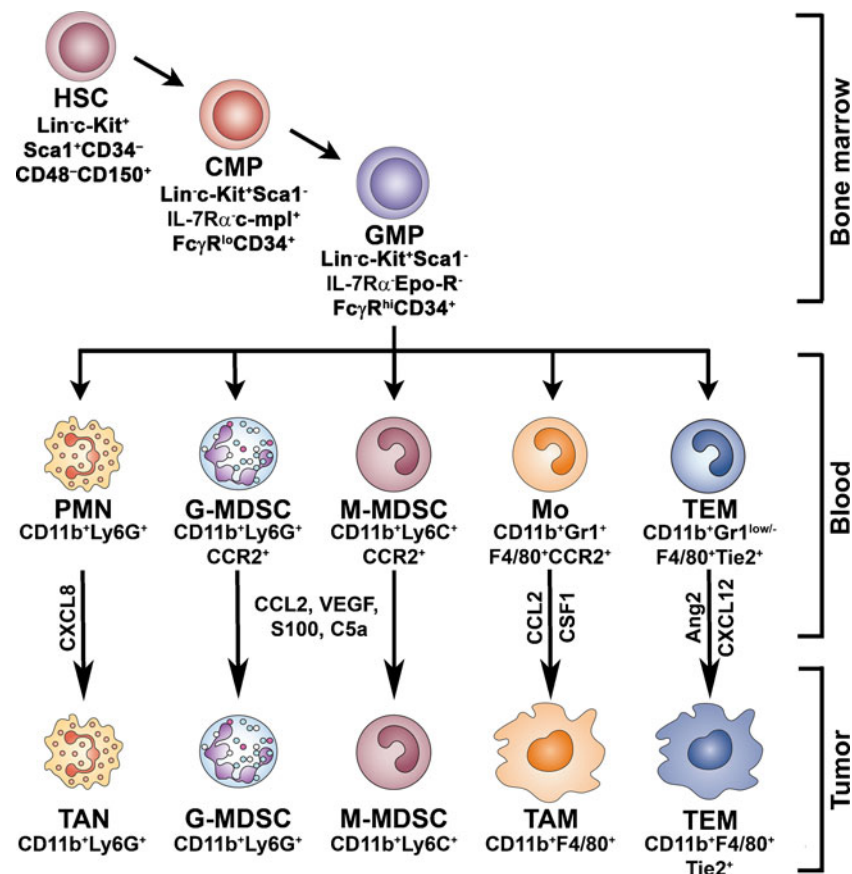 HSC
Lin⁻c-Kit⁺
Sca1⁺CD34⁻
CD48⁻CD150⁺
CMP
Lin⁻c-Kit⁺Sca1⁻
IL-7Rα⁻c-mpl⁺
FcγRˡᵒCD34⁺
GMP
Lin⁻c-Kit⁺Sca1⁻
IL-7Rα⁻Epo-R⁻
FcγRʰⁱCD34⁺
Bone marrow
PMN
CD11b⁺Ly6G⁺
G-MDSC
CD11b⁺Ly6G⁺
CCR2⁺
M-MDSC
CD11b⁺Ly6C⁺
CCR2⁺
Mo
CD11b⁺Gr1⁺
F4/80⁺CCR2⁺
TEM
CD11b⁺Gr1ˡᵒʷ/⁻
F4/80⁺Tie2⁺
Blood
CXCL8
CCL2, VEGF,
S100, C5a
CCL2
CSF1
Ang2
CXCL12
TAN
CD11b⁺Ly6G⁺
G-MDSC
CD11b⁺Ly6G⁺
M-MDSC
CD11b⁺Ly6C⁺
TAM
CD11b⁺F4/80⁺
TEM
CD11b⁺F4/80⁺
Tie2⁺
Tumor